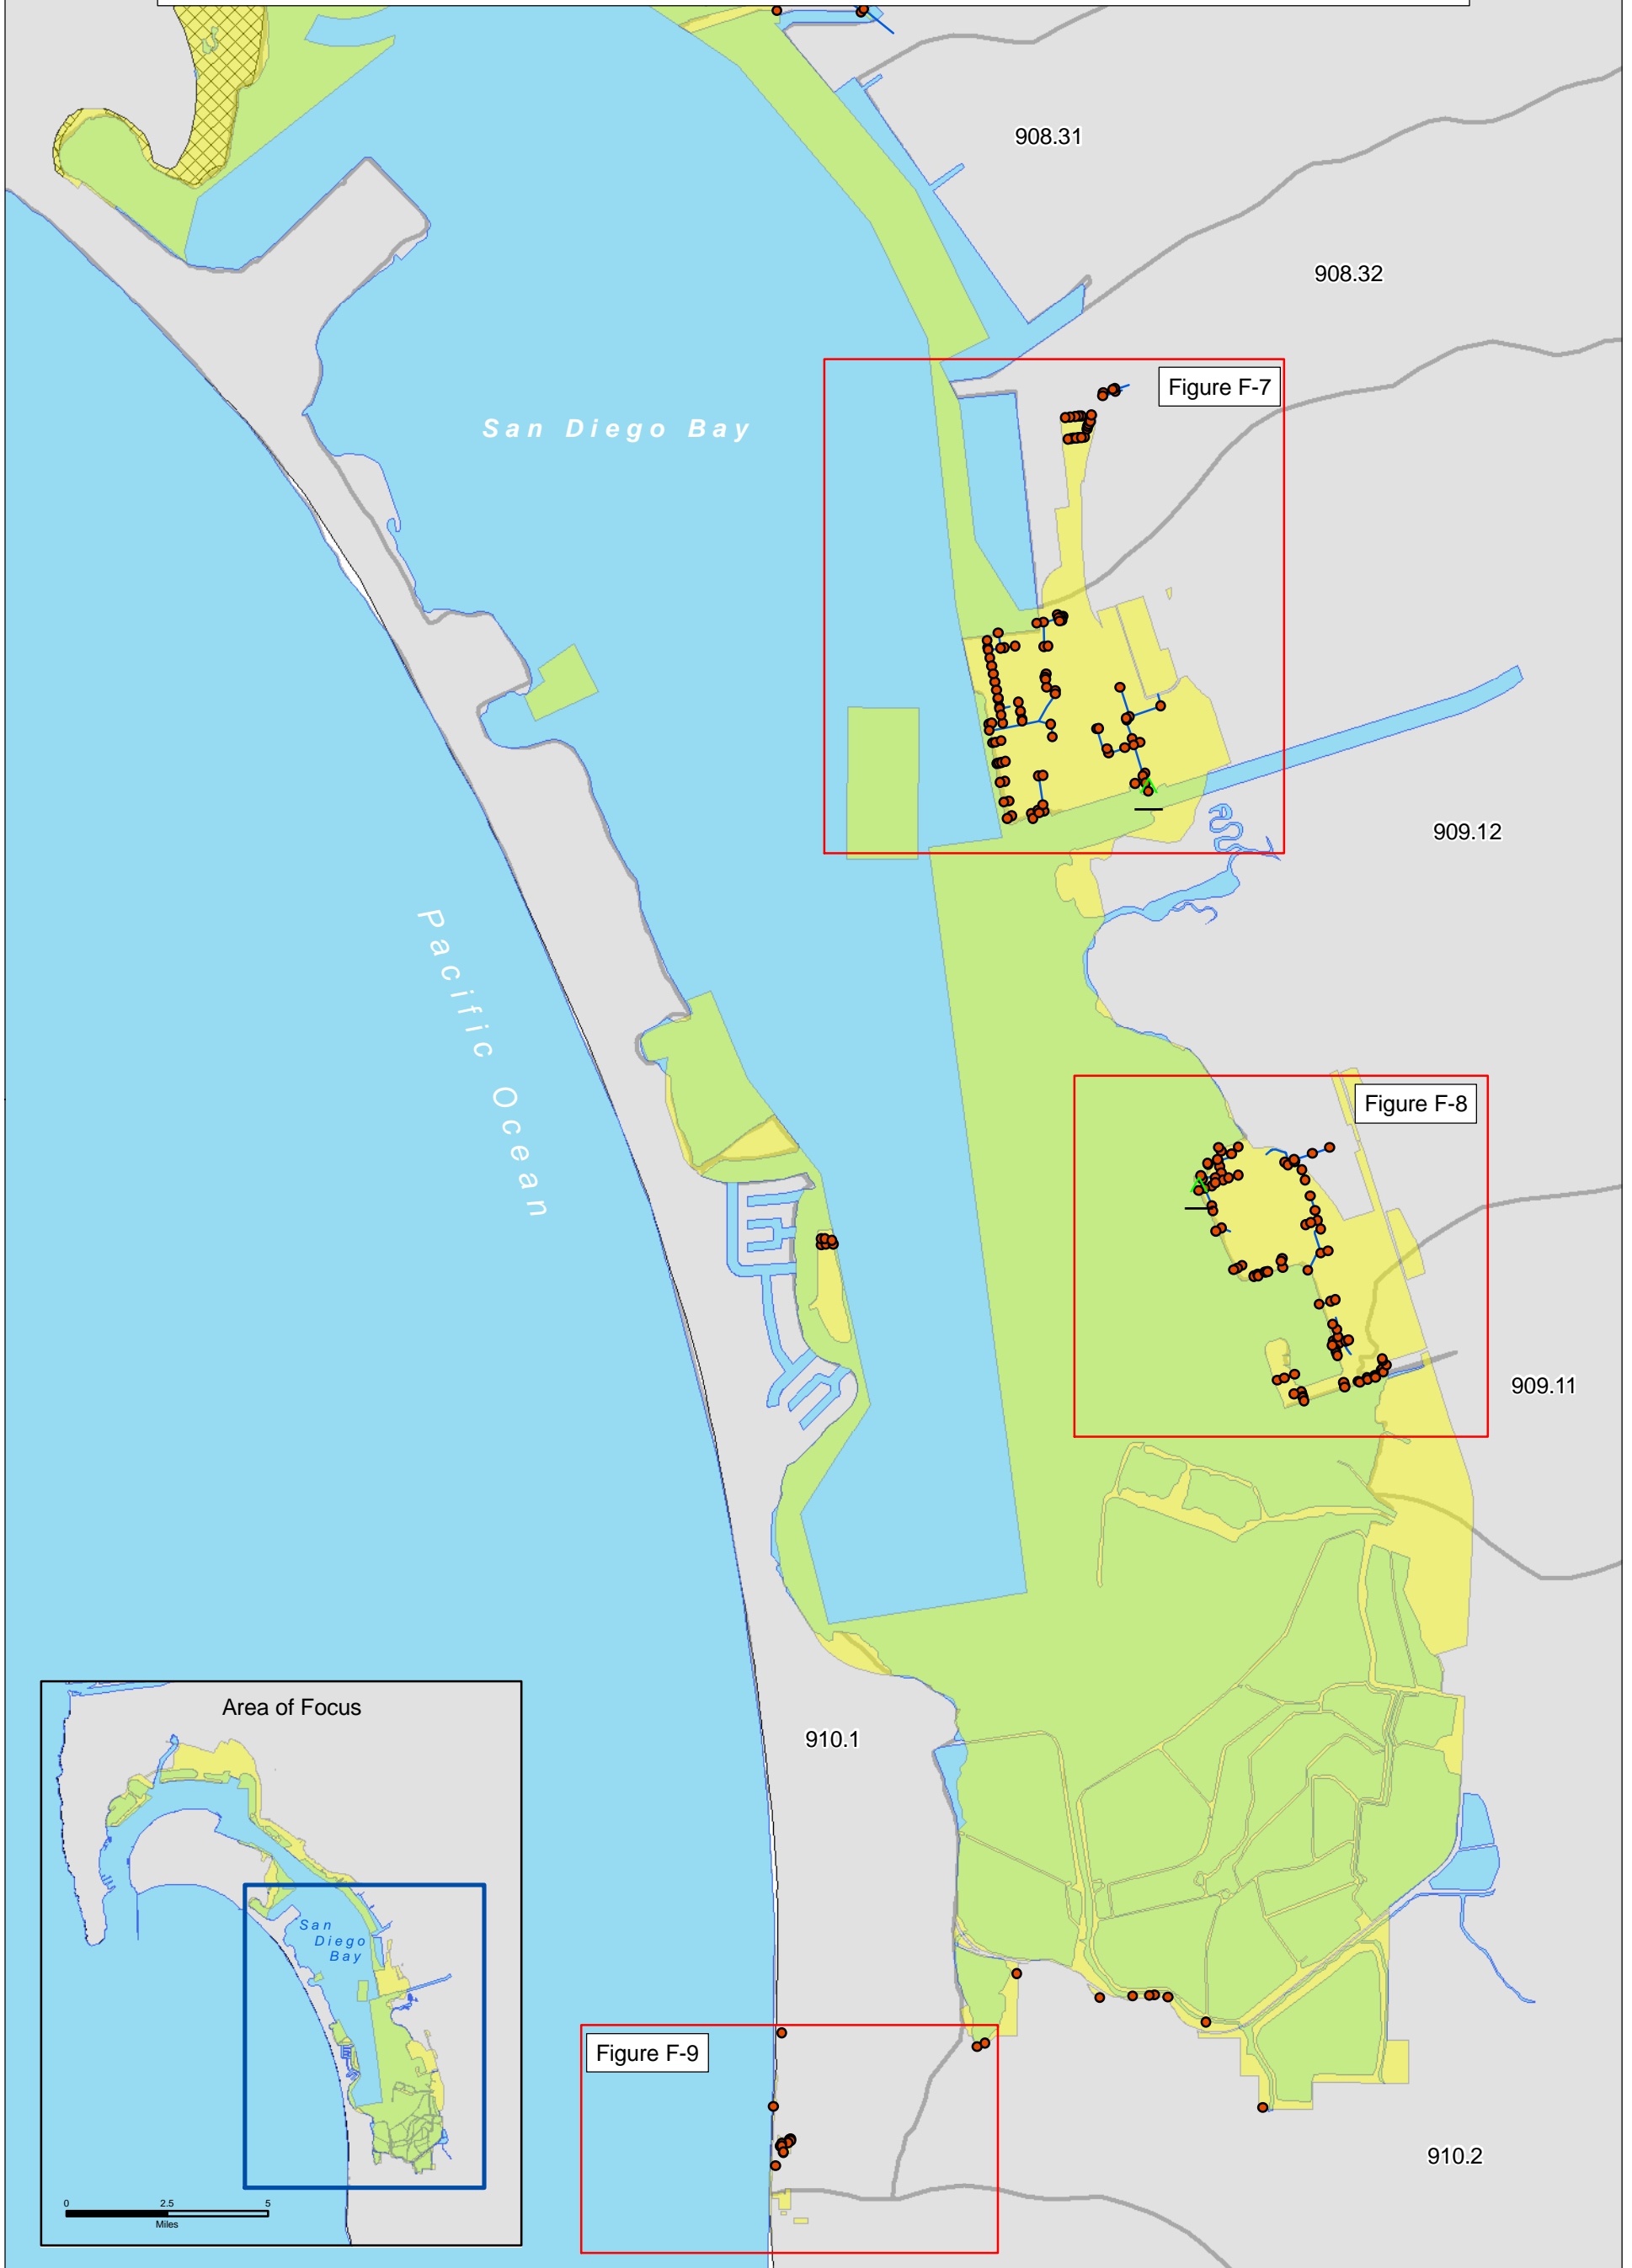 908.31
908.32
Figure F-7
San Diego Bay
909.12
Pacific Ocean
Figure F-8
909.11
Area of Focus
910.1
San
Diego
Bay
Figure F-9
910.2
0 2.5 5
Miles